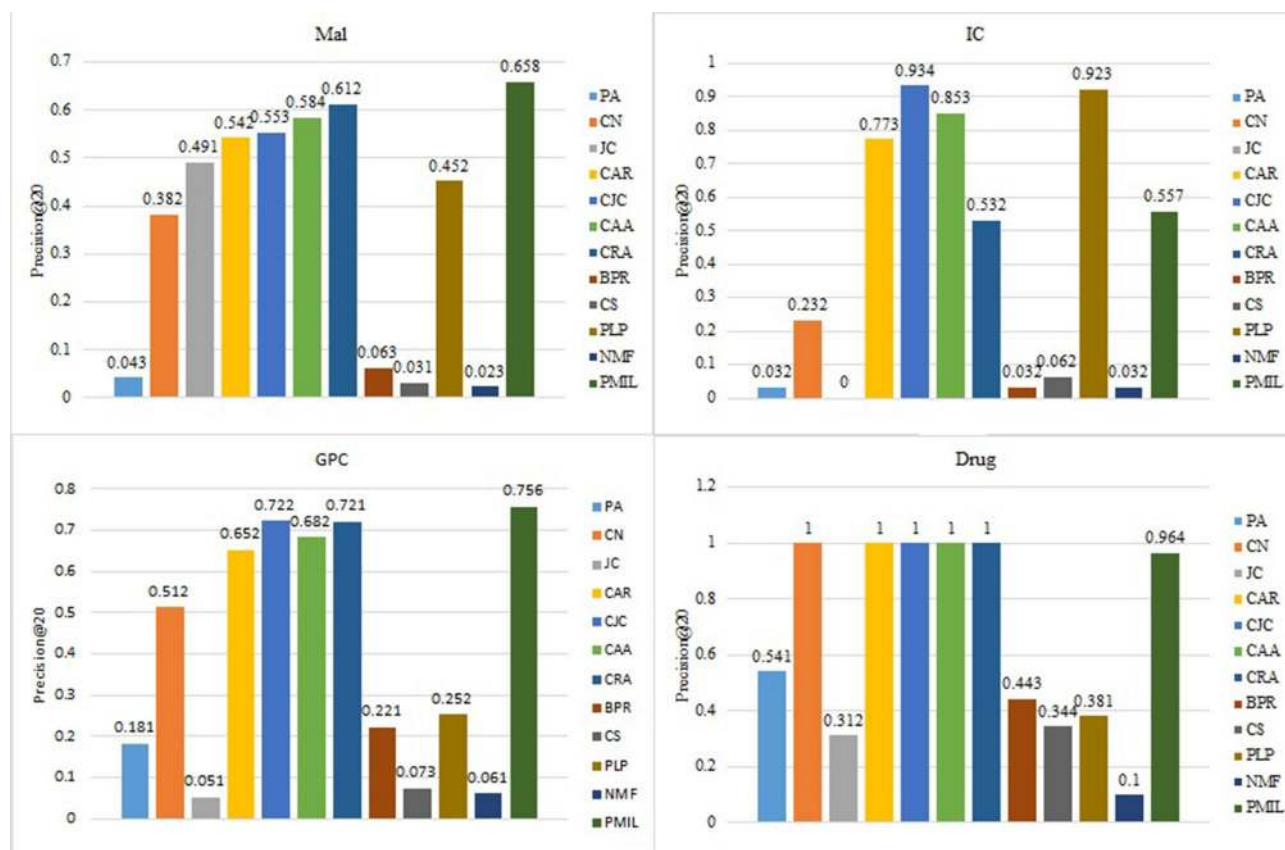 Mal
Precision@20
0.7
0.6
0.5
0.4
0.3
0.2
0.1
0
0.043
0.382
0.491
0.542
0.553
0.584
0.612
0.063
0.031
0.452
0.023
0.658
PA
CN
JC
CAR
CJC
CAA
CRA
BPR
CS
PLP
NMF
PMIL
IC
Precision@20
1
0.9
0.8
0.7
0.6
0.5
0.4
0.3
0.2
0.1
0
0.032
0.232
0
0.773
0.934
0.853
0.532
0.032
0.062
0.923
0.032
0.557
PA
CN
JC
CAR
CJC
CAA
CRA
BPR
CS
PLP
NMF
PMIL
GPC
Precision@20
0.8
0.7
0.6
0.5
0.4
0.3
0.2
0.1
0
0.181
0.512
0.051
0.652
0.722
0.682
0.721
0.221
0.073
0.252
0.061
0.756
PA
CN
JC
CAR
CJC
CAA
CRA
BPR
CS
PLP
NMF
PMIL
Drug
Precision@20
1.2
1
0.8
0.6
0.4
0.2
0
0.541
1
0.312
1
1
1
1
0.443
0.344
0.381
0.1
0.964
PA
CN
JC
CAR
CJC
CAA
CRA
BPR
CS
PLP
NMF
PMIL